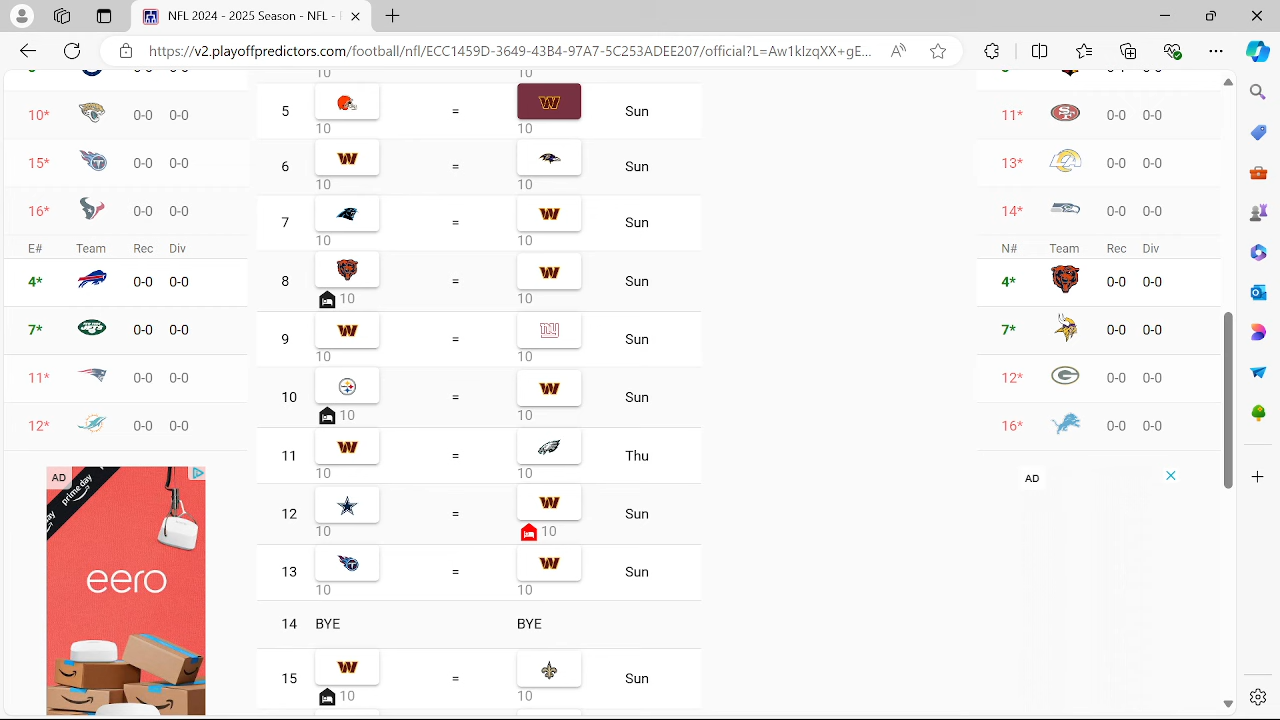 NFL 2024 - 2025 Season - NFL -
https://v2.playoffpredictors.com/football/nfl/ECC1459D-3649-43B4-97A7-5C253ADEE207/official?L=Aw1klzqXX+gE...
10 10
5 = Sun
10 10
6 = Sun
10 10
7 = Sun
10 10
8 = Sun
10 10
9 = Sun
10 10
10 = Sun
10 10
11 = Thu
10 10
12 = Sun
10 10
13 = Sun
10 10
14 BYE BYE
15 = Sun
10 10
10* 0-0 0-0
15* 0-0 0-0
16* 0-0 0-0
E# Team Rec Div
4* 0-0 0-0
7* 0-0 0-0
11* 0-0 0-0
12* 0-0 0-0
AD
prime day
eero
11* 0-0 0-0
13* 0-0 0-0
14* 0-0 0-0
N# Team Rec Div
4* 0-0 0-0
7* 0-0 0-0
12* 0-0 0-0
16* 0-0 0-0
AD